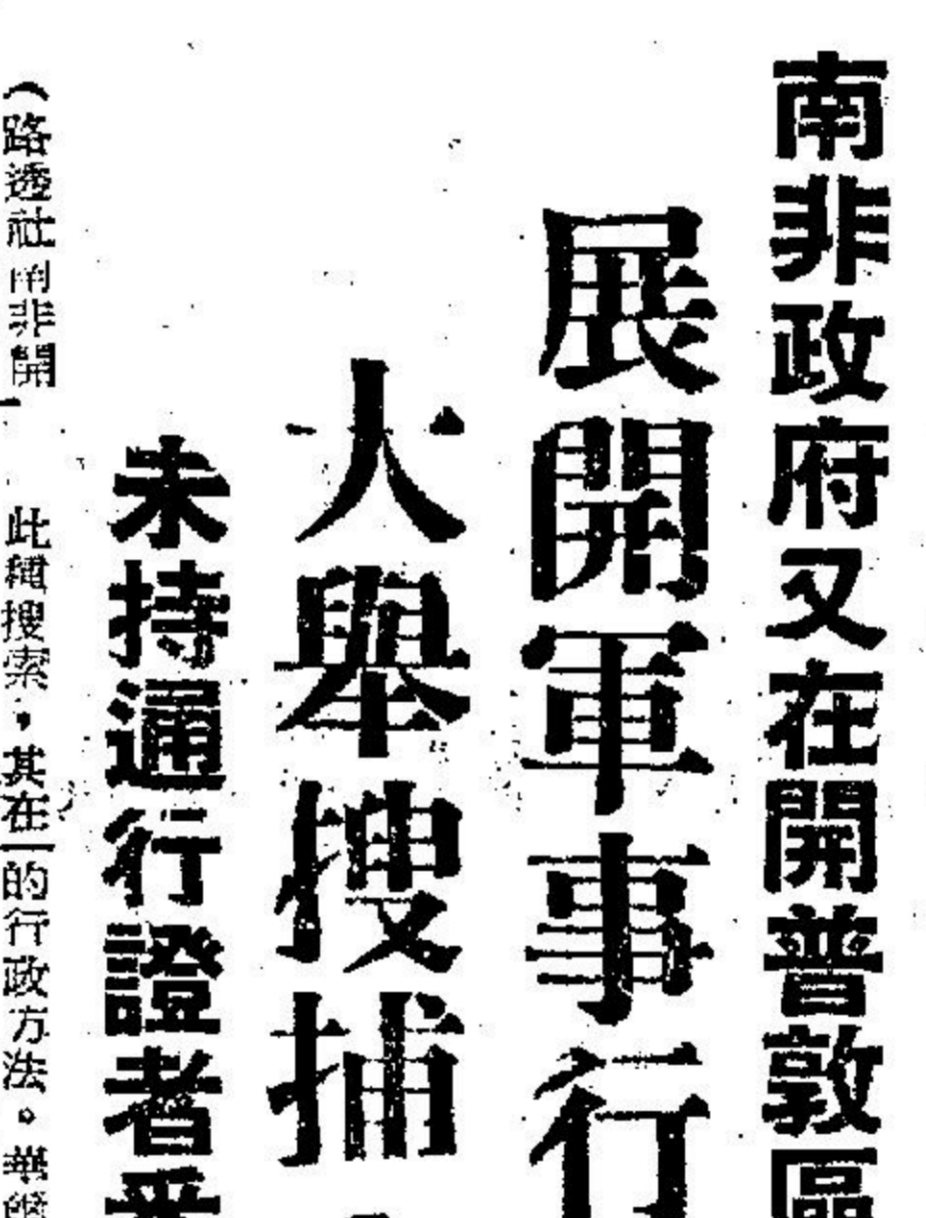 南非政府又在開普敦區
展開軍事行
大舉搜捕
未持通行證者
(路透社南非開
此種搜索，其在
的行政方法。